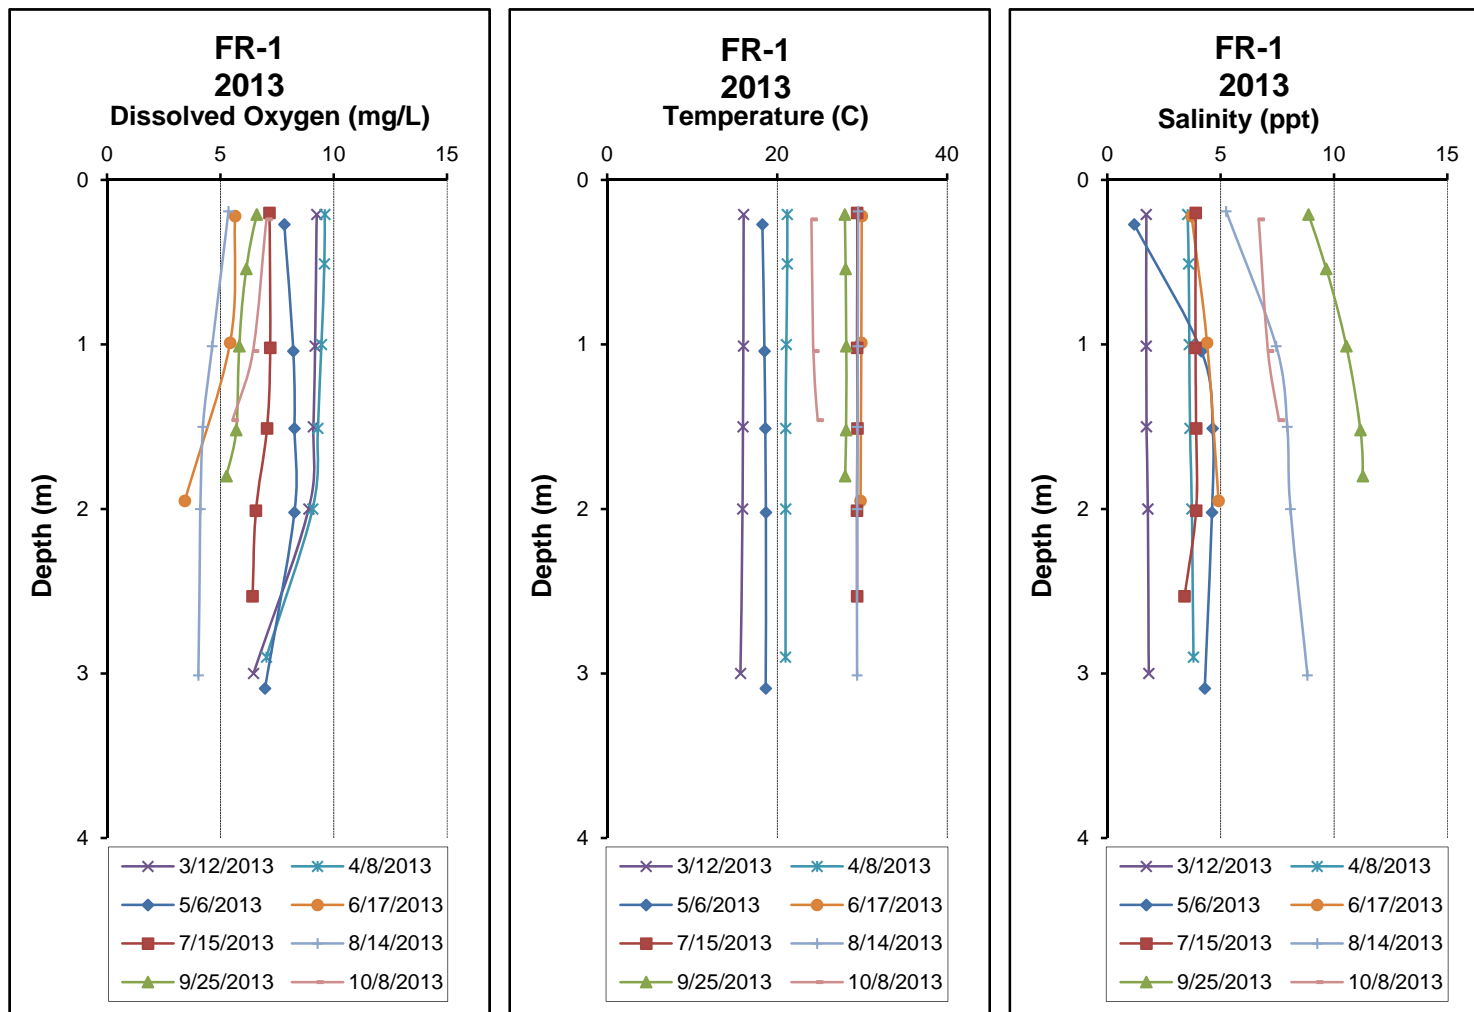 FR-1
2013
Dissolved Oxygen (mg/L)
0 5 10 15
0
1
2
3
4
Depth (m)
3/12/2013 4/8/2013
5/6/2013 6/17/2013
7/15/2013 8/14/2013
9/25/2013 10/8/2013
FR-1
2013
Temperature (C)
0 20 40
0
1
2
3
4
Depth (m)
3/12/2013 4/8/2013
5/6/2013 6/17/2013
7/15/2013 8/14/2013
9/25/2013 10/8/2013
FR-1
2013
Salinity (ppt)
0 5 10 15
0
1
2
3
4
Depth (m)
3/12/2013 4/8/2013
5/6/2013 6/17/2013
7/15/2013 8/14/2013
9/25/2013 10/8/2013